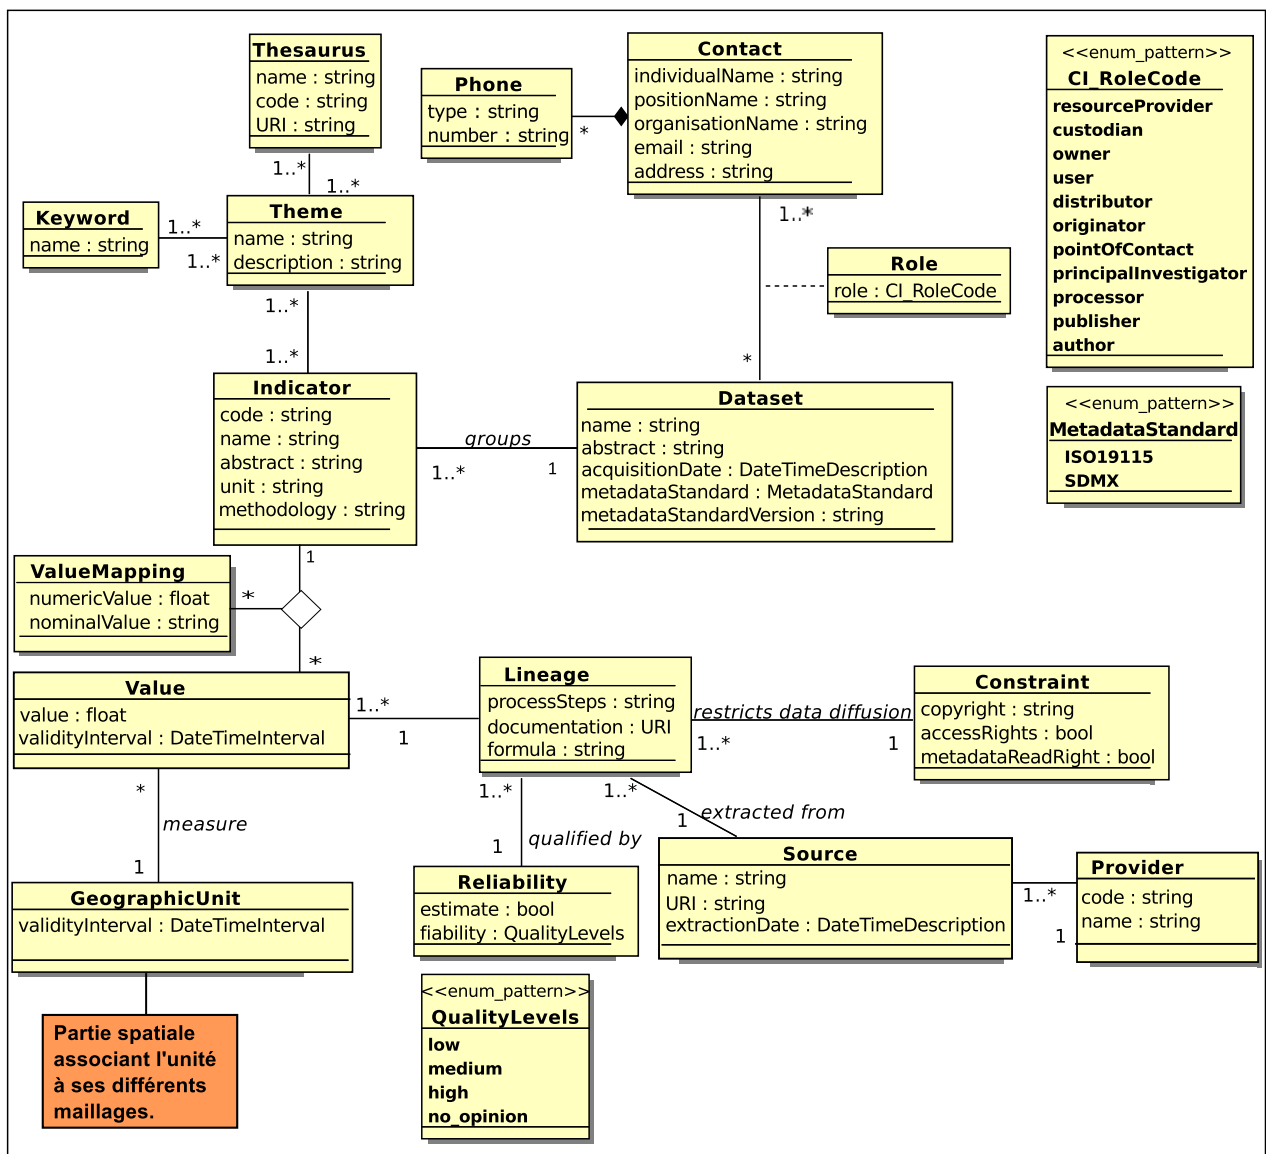 Thesaurus
name : string
code : string
URI : string
1..*
1..*
Phone
type : string
number : string
*
Contact
individualName : string
positionName : string
organisationName : string
email : string
address : string
1..*
<<enum_pattern>>
CI_RoleCode
resourceProvider
custodian
owner
user
distributor
originator
pointOfContact
principalInvestigator
processor
publisher
author
Keyword
name : string
1..*
1..*
Theme
name : string
description : string
1..*
1..*
Role
role : CI_RoleCode
*
Indicator
code : string
name : string
abstract : string
unit : string
methodology : string
groups
1..*
1
Dataset
name : string
abstract : string
acquisitionDate : DateTimeDescription
metadataStandard : MetadataStandard
metadataStandardVersion : string
<<enum_pattern>>
MetadataStandard
ISO19115
SDMX
1
ValueMapping
numericValue : float
nominalValue : string
*
*
Value
value : float
validityInterval : DateTimeInterval
1..*
1
Lineage
processSteps : string
documentation : URI
formula : string
restricts data diffusion
1..*
1
Constraint
copyright : string
accessRights : bool
metadataReadRight : bool
*
measure
1
1..*
qualified by
1
1..*
extracted from
1
GeographicUnit
validityInterval : DateTimeInterval
Reliability
estimate : bool
fiability : QualityLevels
Source
name : string
URI : string
extractionDate : DateTimeDescription
1..*
1
Provider
code : string
name : string
Partie spatiale
associant l'unité
à ses différents
maillages.
<<enum_pattern>>
QualityLevels
low
medium
high
no_opinion